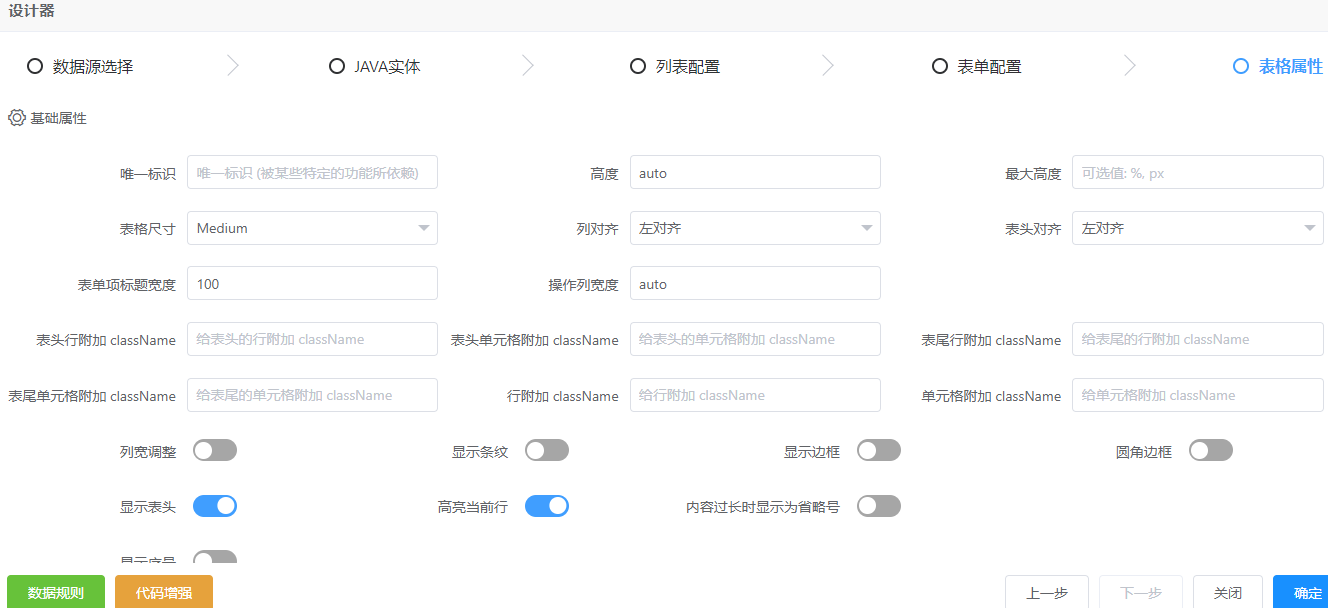 设计器
数据源选择 JAVA实体 列表配置 表单配置 表格属性
基础属性
唯一标识 唯一标识 (被某些特定的功能所依赖) 高度 auto 最大高度 可选值: %, px
表格尺寸 Medium 列对齐 左对齐 表头对齐 左对齐
表单项标题宽度 100 操作列宽度 auto
表头行附加 className 给表头的行附加 className 表头单元格附加 className 给表头的单元格附加 className 表尾行附加 className 给表尾的行附加 className
表尾单元格附加 className 给表尾的单元格附加 className 行附加 className 给行附加 className 单元格附加 className 给单元格附加 className
列宽调整 显示条纹 显示边框 圆角边框
显示表头 高亮当前行 内容过长时显示为省略号
显示序号
数据规则 代码增强 上一步 下一步 关闭 确定